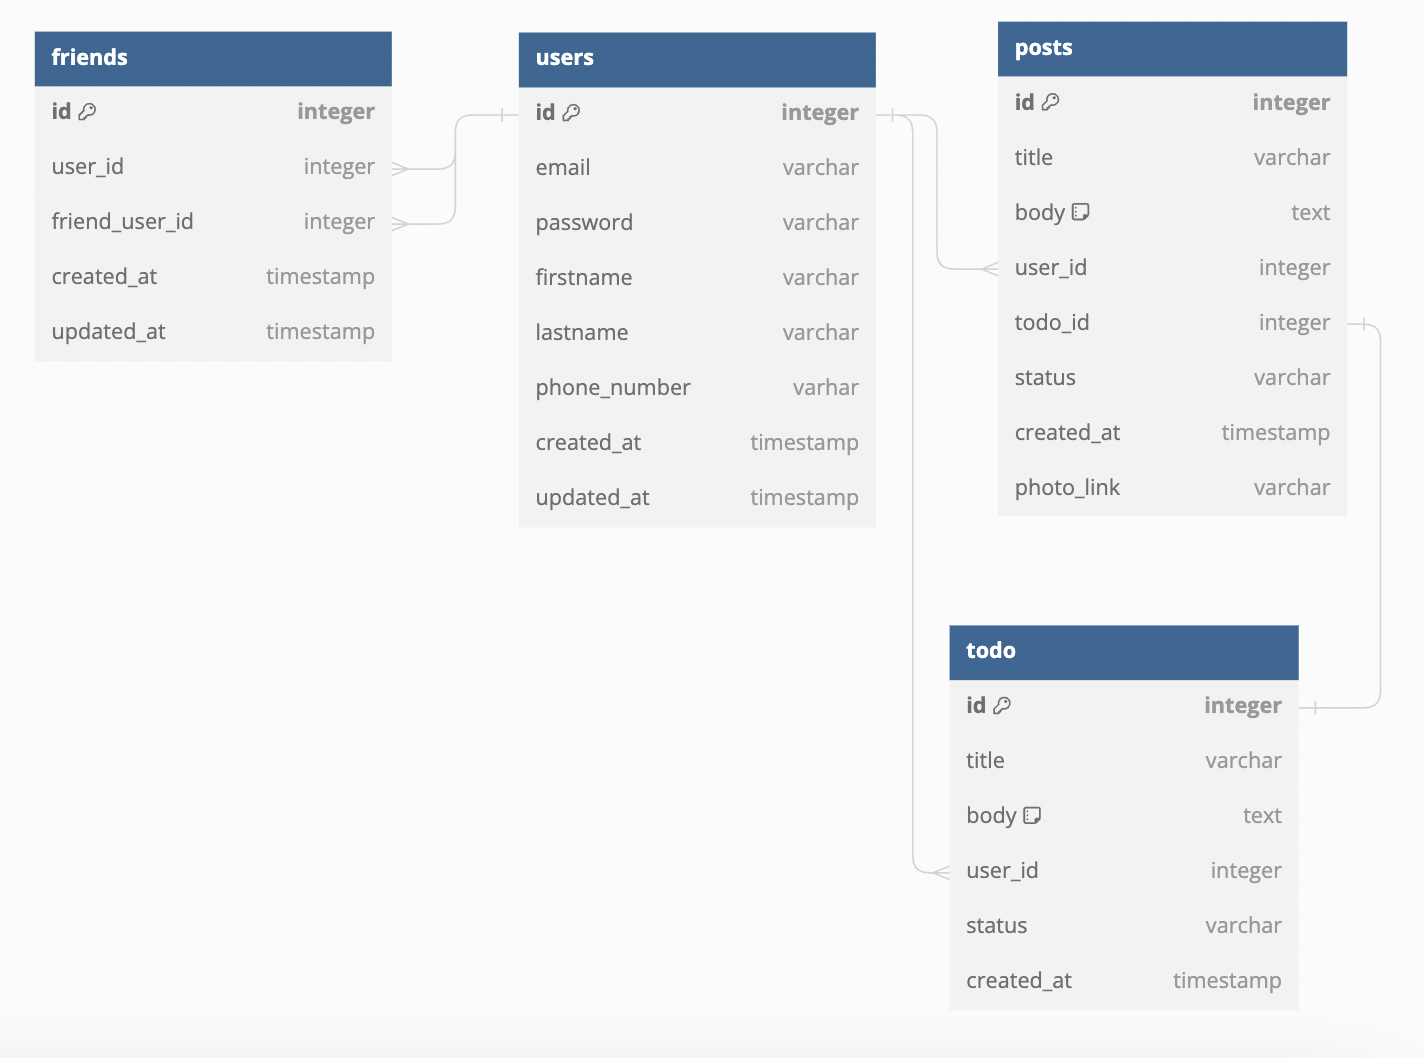 friends
id integer
user_id integer
friend_user_id integer
created_at timestamp
updated_at timestamp
users
id integer
email varchar
password varchar
firstname varchar
lastname varchar
phone_number varhar
created_at timestamp
updated_at timestamp
posts
id integer
title varchar
body text
user_id integer
todo_id integer
status varchar
created_at timestamp
photo_link varchar
todo
id integer
title varchar
body text
user_id integer
status varchar
created_at timestamp